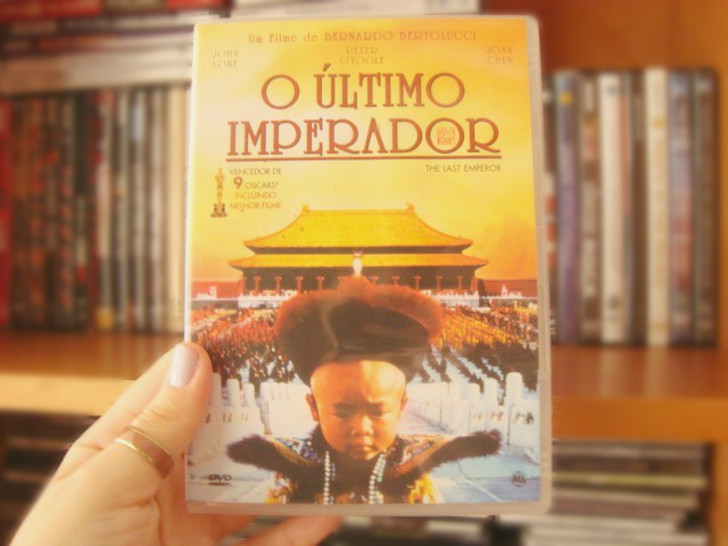 Um filme de BERNARDO BERTOLUCCI
JOHN LONE
PETER O'TOOLE
JOAN CHEN
O ÚLTIMO
IMPERADOR
THE LAST EMPEROR
VENCEDOR DE
9 OSCARS®
INCLUINDO
MELHOR FILME
DVD